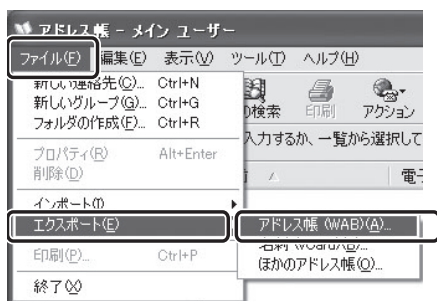 アドレス帳 - メイン ユーザー
ファイル(F) 編集(E) 表示(V) ツール(T) ヘルプ(H)
新しい連絡先(C)... Ctrl+N
新しいグループ(G)... Ctrl+G
フォルダの作成(F)... Ctrl+R
の検索 印刷 アクション
入力するか、一覧から選択して
プロパティ(R) Alt+Enter
削除(D)
電子
インポート(I)
エクスポート(E)
アドレス帳 (WAB)(A)...
名刺 (vCard)(B)...
ほかのアドレス帳(O)...
印刷(P)... Ctrl+P
終了(X)